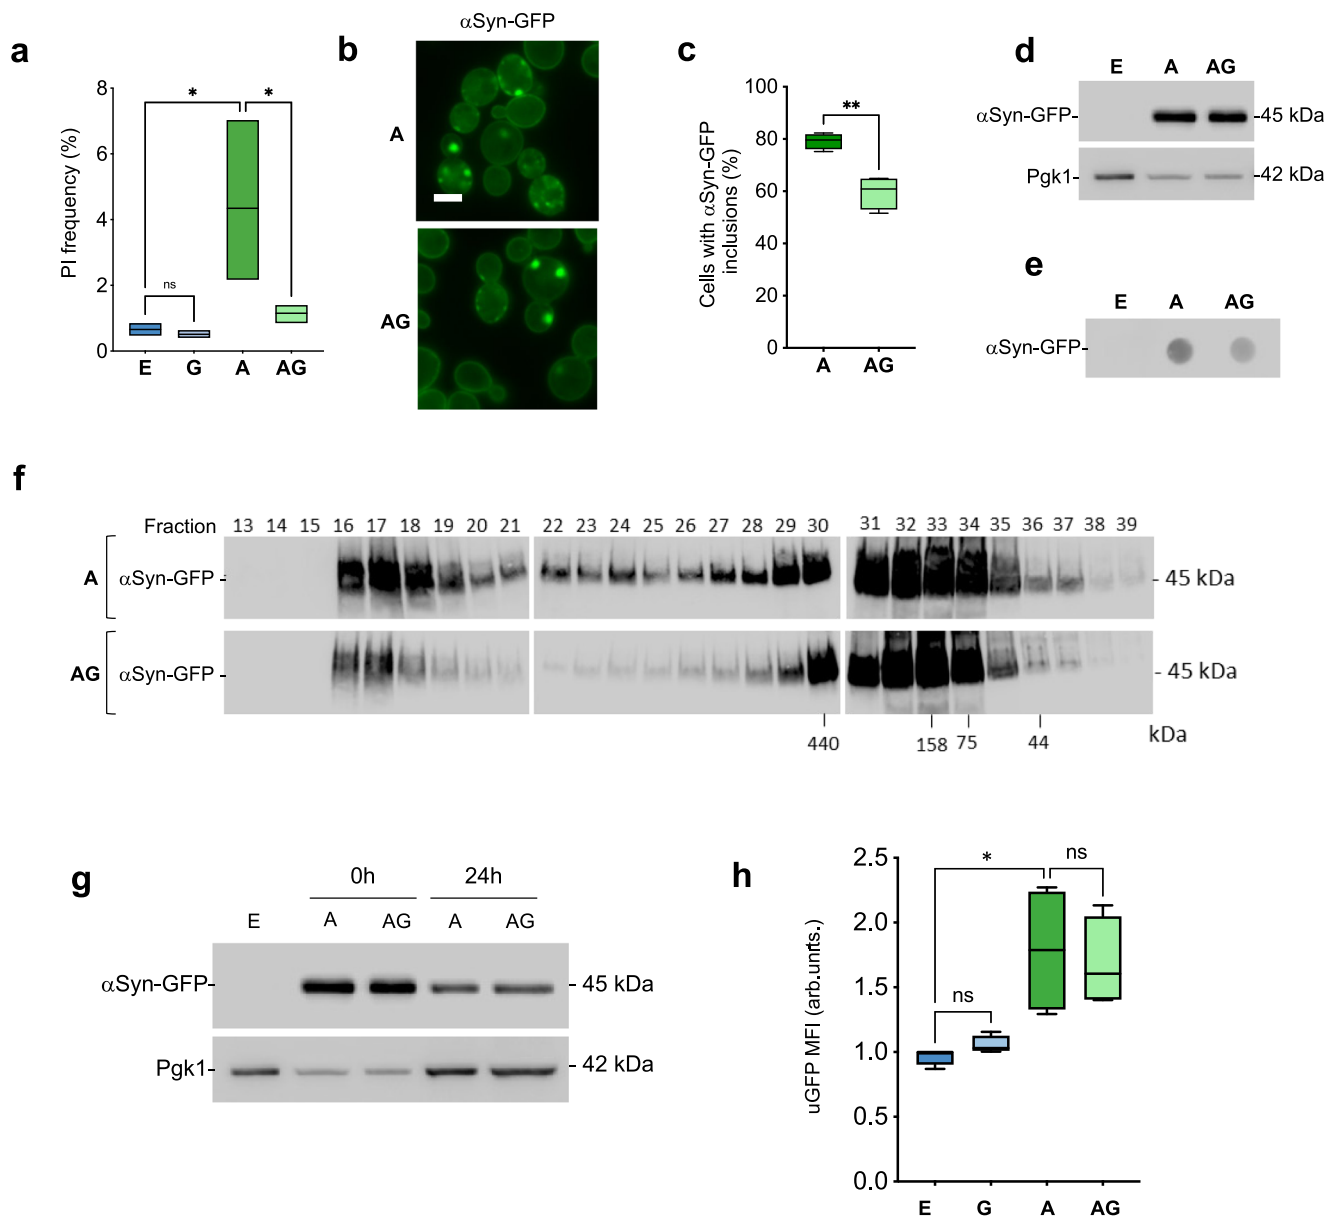 a
PI frequency (%)
8
6
4
2
0
*
*
ns
E G A AG
b
αSyn-GFP
A
AG
c
Cells with αSyn-GFP
inclusions (%)
100
80
60
40
20
0
**
A AG
d
E A AG
αSyn-GFP- -45 kDa
Pgk1- -42 kDa
e
E A AG
αSyn-GFP-
f
Fraction 13 14 15 16 17 18 19 20 21 22 23 24 25 26 27 28 29 30 31 32 33 34 35 36 37 38 39
A αSyn-GFP - - 45 kDa
AG αSyn-GFP - - 45 kDa
440 158 75 44 kDa
g
0h 24h
E A AG A AG
αSyn-GFP- - 45 kDa
Pgk1- - 42 kDa
h
uGFP MFI (arb.unrts.)
2.5
2.0
1.5
1.0
0.5
0.0
*
ns
ns
E G A AG